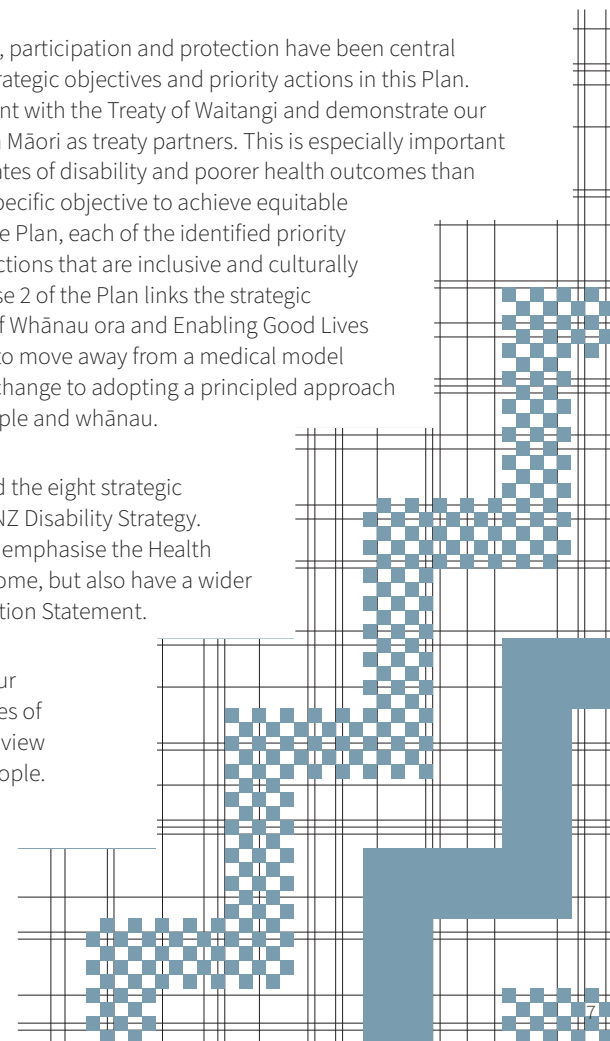 , participation and protection have been central
rategic objectives and priority actions in this Plan.
nt with the Treaty of Waitangi and demonstrate our
Māori as treaty partners. This is especially important
ates of disability and poorer health outcomes than
pecific objective to achieve equitable
e Plan, each of the identified priority
ctions that are inclusive and culturally
se 2 of the Plan links the strategic
f Whānau ora and Enabling Good Lives
to move away from a medical model
change to adopting a principled approach
ple and whānau.
d the eight strategic
NZ Disability Strategy.
emphasise the Health
ome, but also have a wider
tion Statement.
ur
es of
view
ople.
7